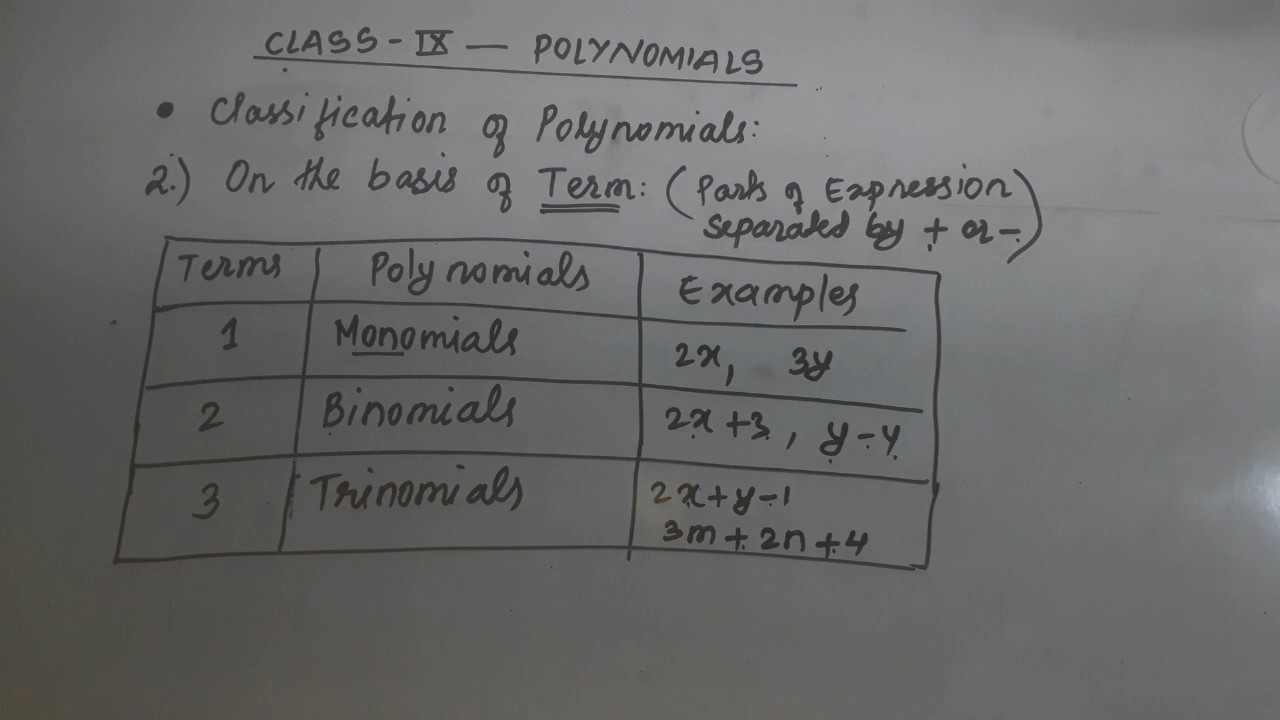 CLASS-IX — POLYNOMIALS
• Classification of Polynomials:
2.) On the basis of Term: (Parts of Expression
separated by + or -)
Terms Polynomials Examples
1 Monomials 2x, 3y
2 Binomials 2x+3, y-4
3 Trinomials 2x+y-1
3m+2n+4